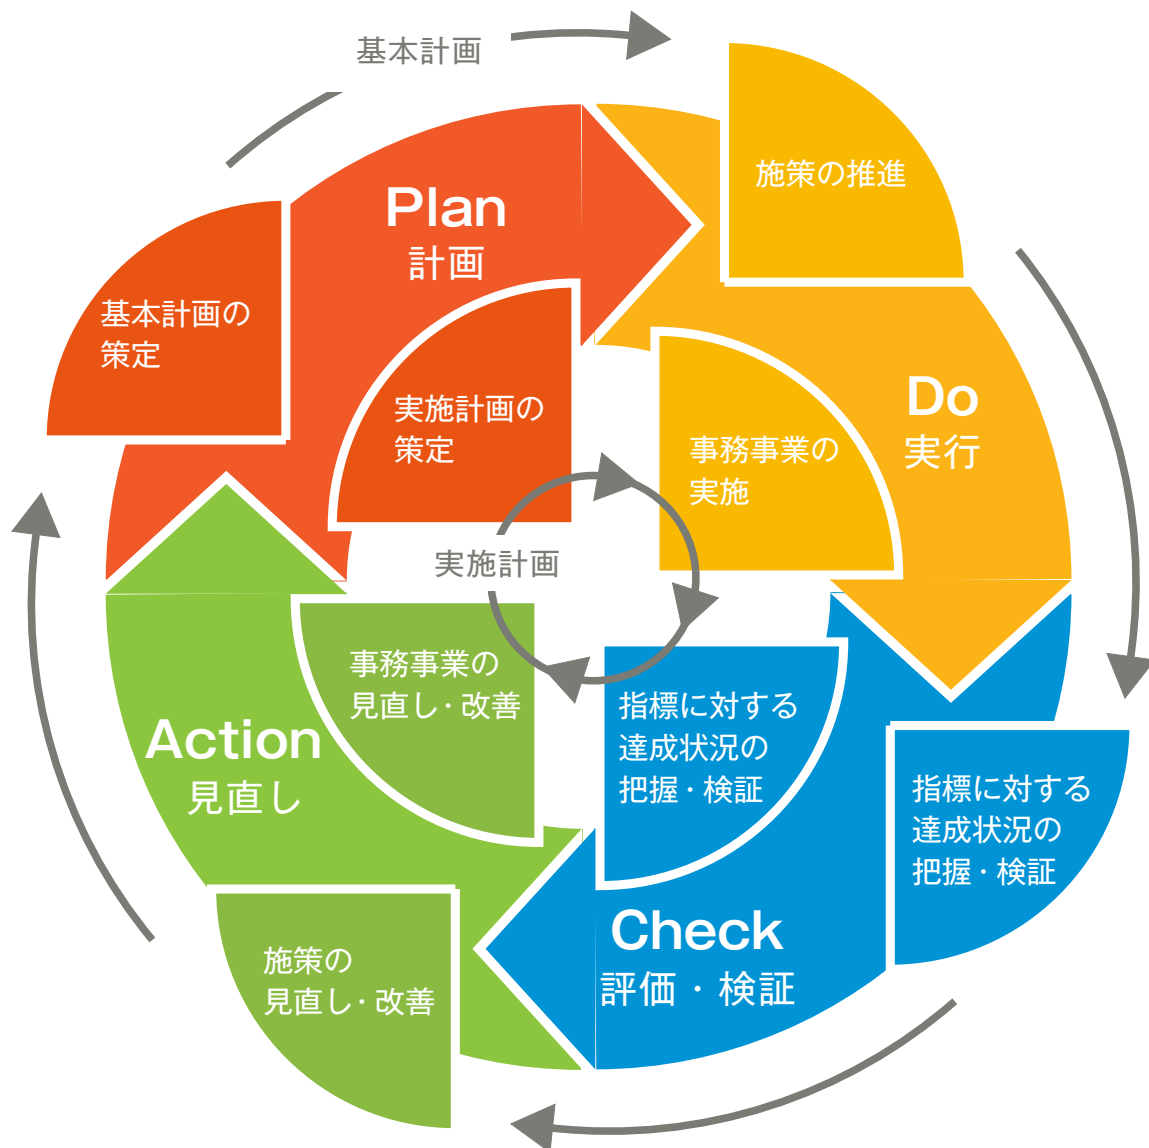 基本計画
Plan
計画
基本計画の
策定
実施計画の
策定
施策の推進
Do
実行
事務事業の
実施
実施計画
Action
見直し
事務事業の
見直し・改善
施策の
見直し・改善
指標に対する
達成状況の
把握・検証
指標に対する
達成状況の
把握・検証
Check
評価・検証